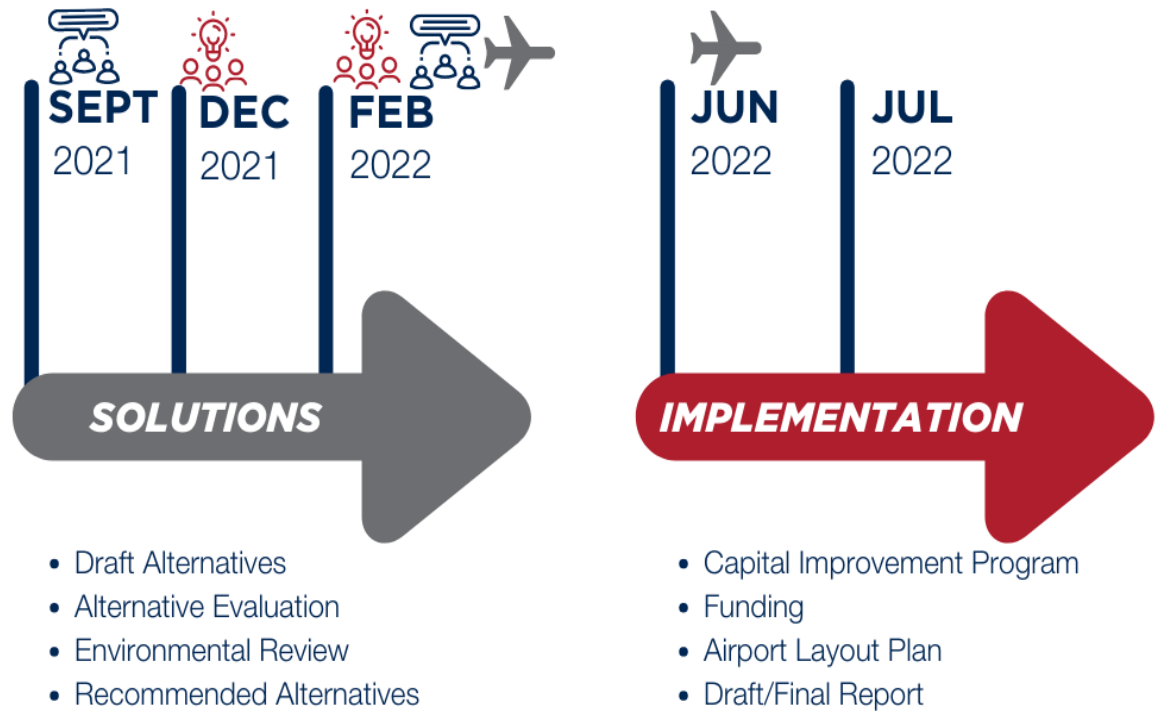 SEPT
2021
DEC
2021
FEB
2022
JUN
2022
JUL
2022
SOLUTIONS
IMPLEMENTATION
• Draft Alternatives
• Alternative Evaluation
• Environmental Review
• Recommended Alternatives
• Capital Improvement Program
• Funding
• Airport Layout Plan
• Draft/Final Report